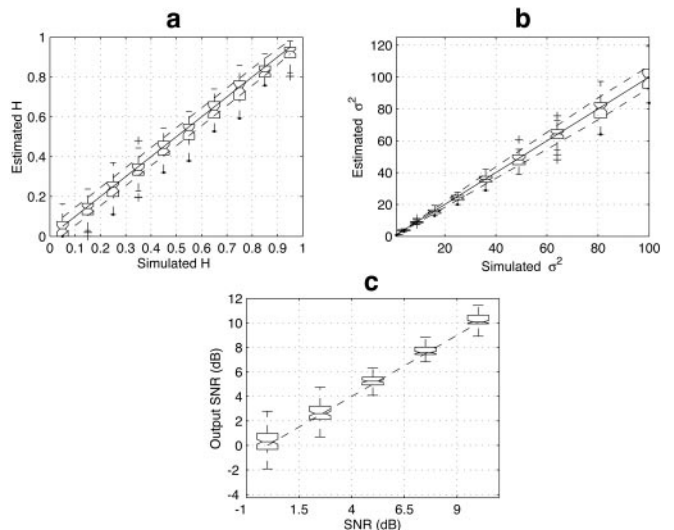 a
1
0.8
0.6
0.4
0.2
0
Estimated H
0 0.1 0.2 0.3 0.4 0.5 0.6 0.7 0.8 0.9 1
Simulated H
b
120
100
80
60
40
20
0
Estimated σ²
20 40 60 80 100
Simulated σ²
c
12
10
8
6
4
2
0
-2
-4
Output SNR (dB)
-1 1.5 4 6.5 9
SNR (dB)